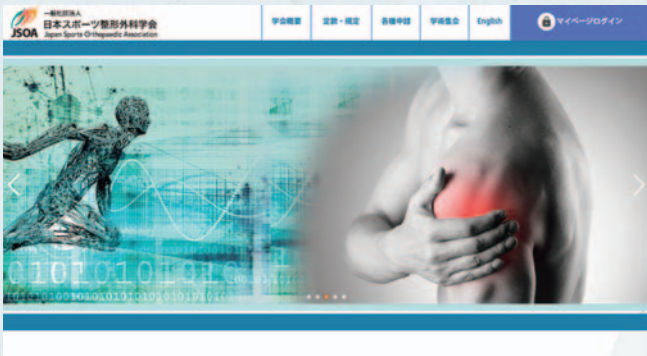 一般社団法人
日本スポーツ整形外科学会
JSOA Japan Sports Orthopaedic Association
学会概要 定款・規定 各種申請 学術集会 English マイページログイン
01010101010
0101010010101010101010101010101